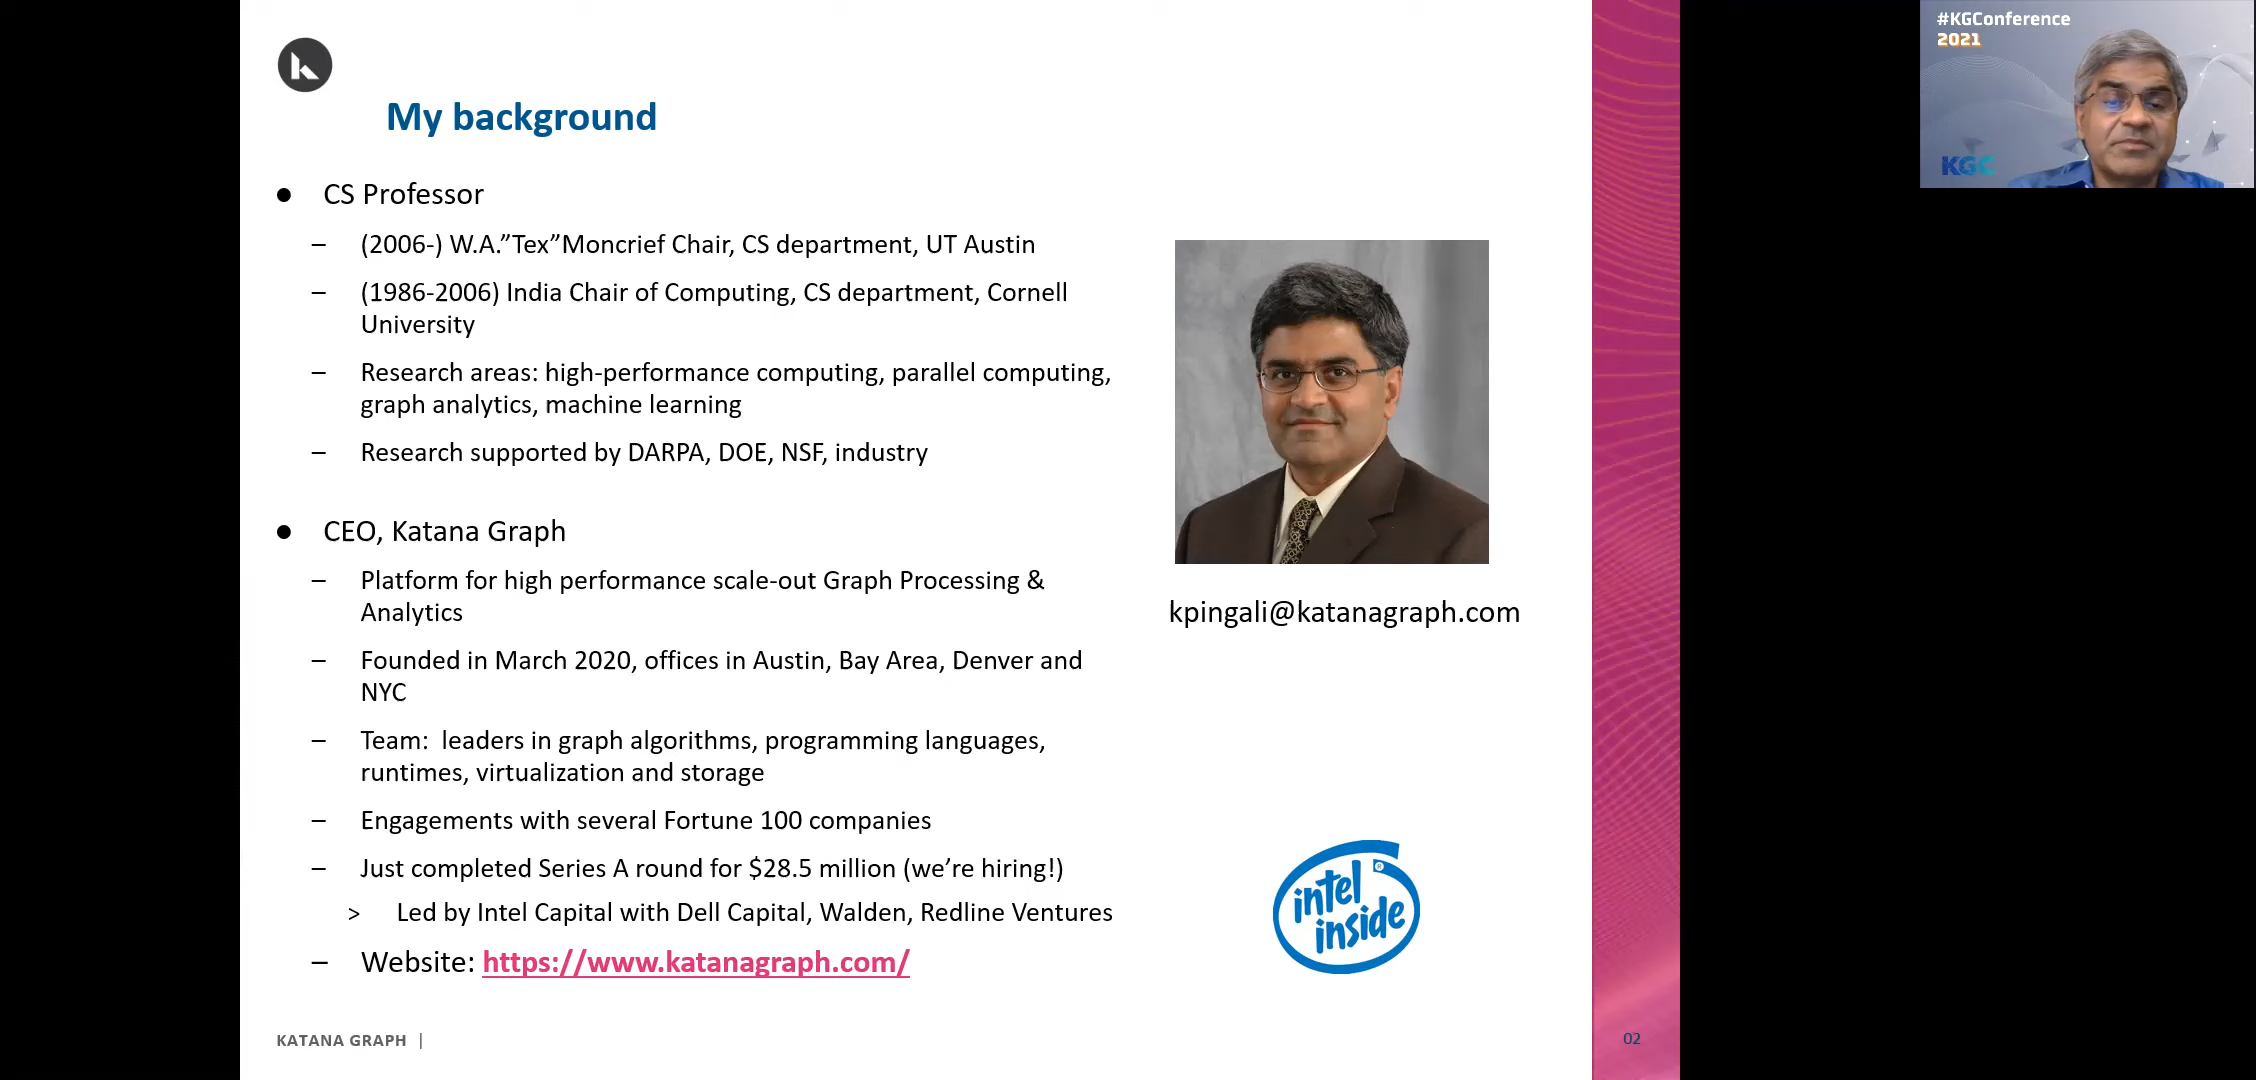 My background
● CS Professor
– (2006-) W.A.”Tex”Moncrief Chair, CS department, UT Austin
– (1986-2006) India Chair of Computing, CS department, Cornell
University
– Research areas: high-performance computing, parallel computing,
graph analytics, machine learning
– Research supported by DARPA, DOE, NSF, industry
● CEO, Katana Graph
– Platform for high performance scale-out Graph Processing &
Analytics
– Founded in March 2020, offices in Austin, Bay Area, Denver and
NYC
– Team:  leaders in graph algorithms, programming languages,
runtimes, virtualization and storage
– Engagements with several Fortune 100 companies
– Just completed Series A round for $28.5 million (we’re hiring!)
> Led by Intel Capital with Dell Capital, Walden, Redline Ventures
– Website: https://www.katanagraph.com/
kpingali@katanagraph.com
intel
®
inside
KATANA GRAPH |
02
#KGConference
2021
KGC